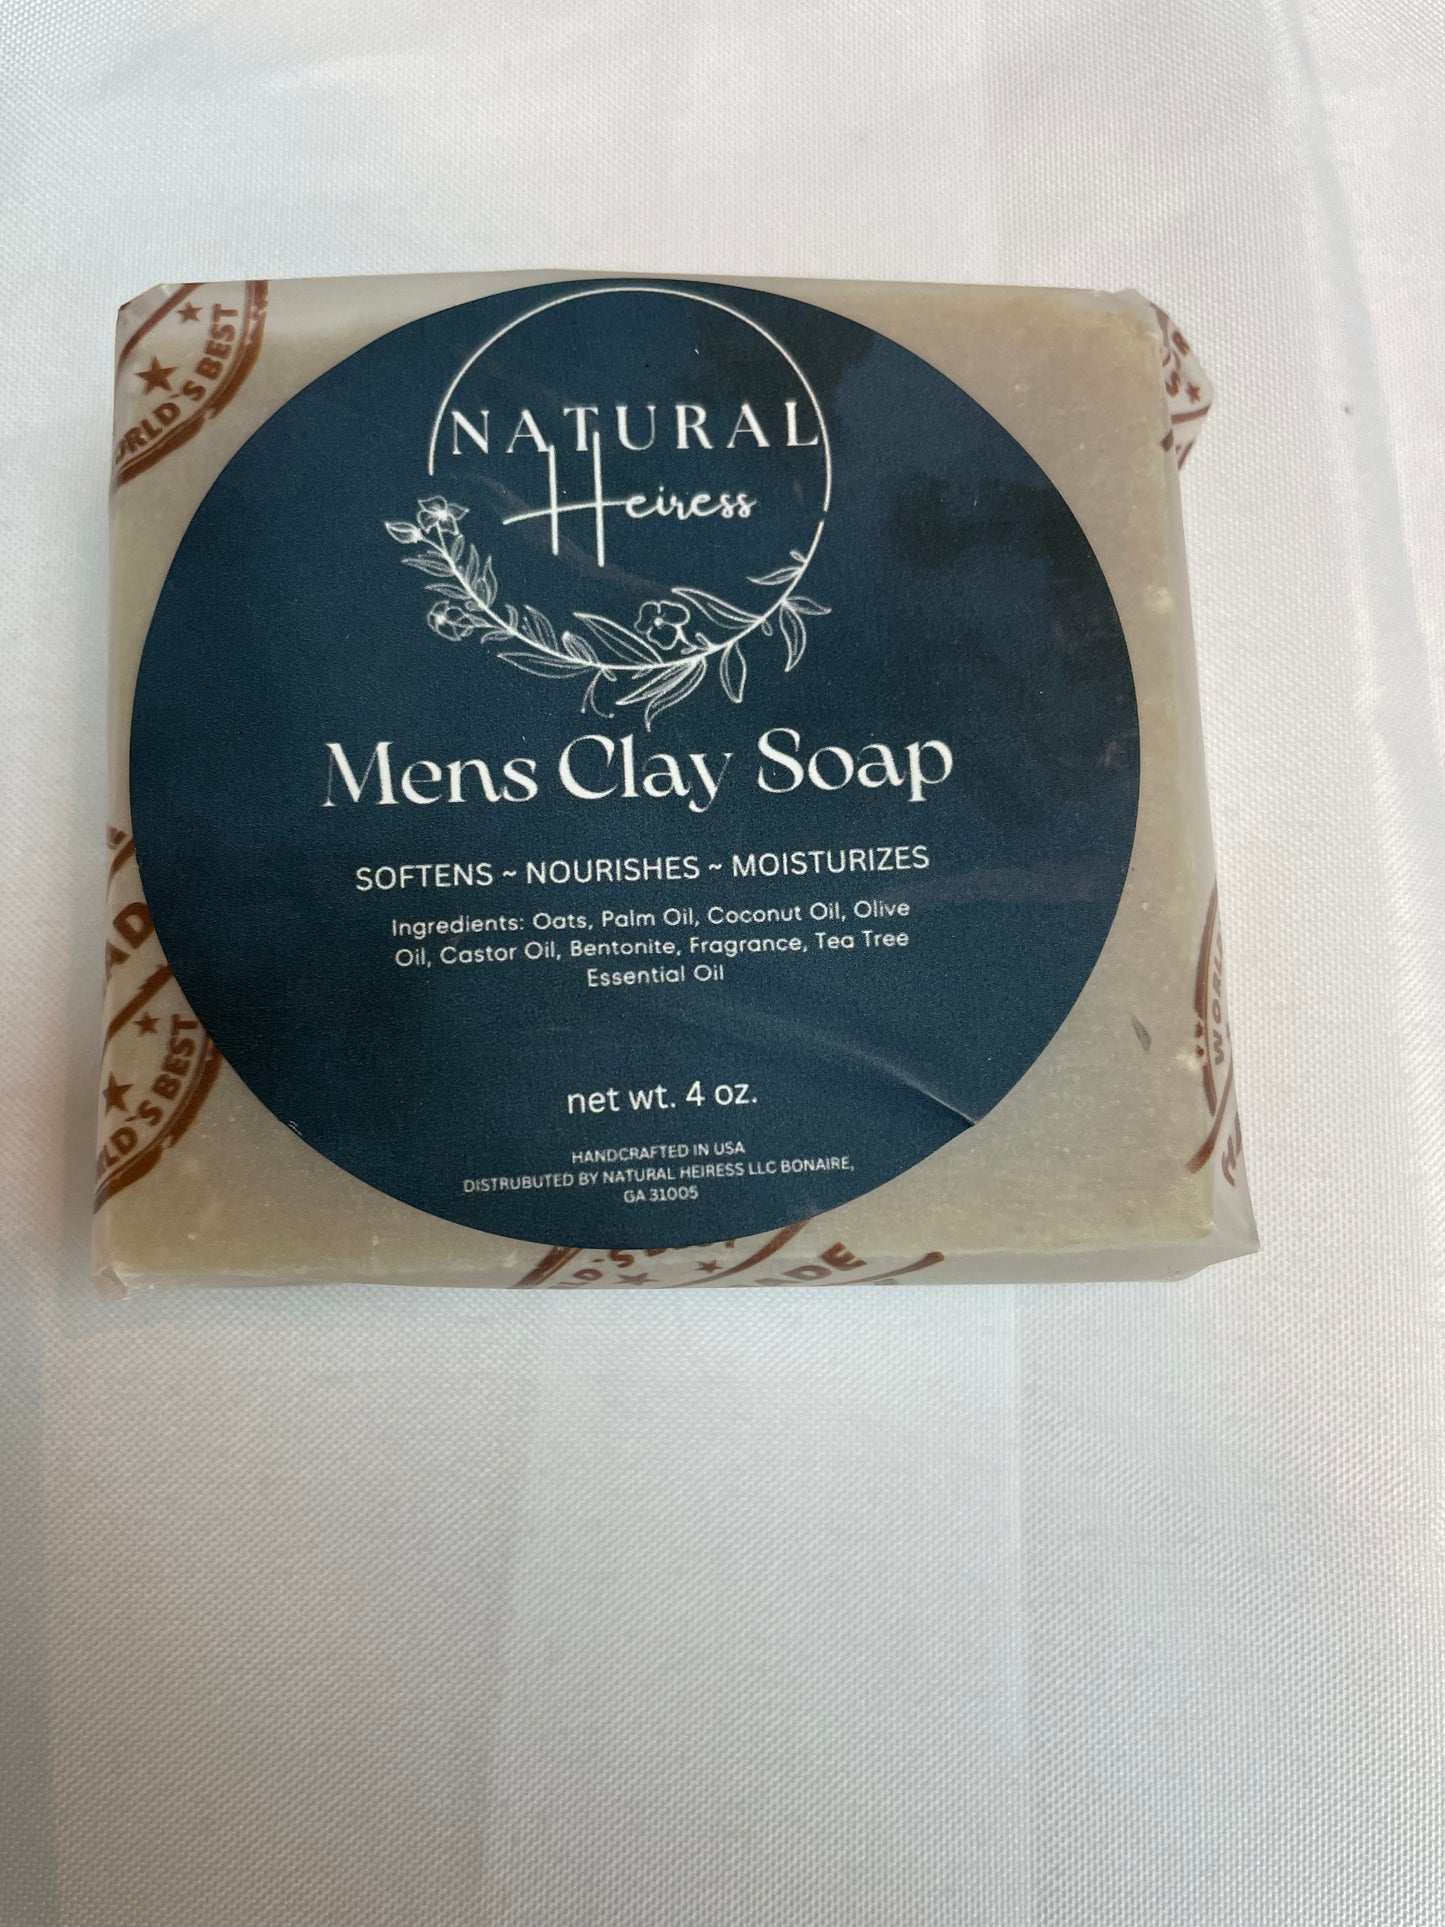 NATURAL
Heiress
Mens Clay Soap
SOFTENS ~ NOURISHES ~ MOISTURIZES
Ingredients: Oats, Palm Oil, Coconut Oil, Olive
Oil, Castor Oil, Bentonite, Fragrance, Tea Tree
Essential Oil
net wt. 4 oz.
HANDCRAFTED IN USA
DISTRUBUTED BY NATURAL HEIRESS LLC BONAIRE,
GA 31005
WORLD`S BEST